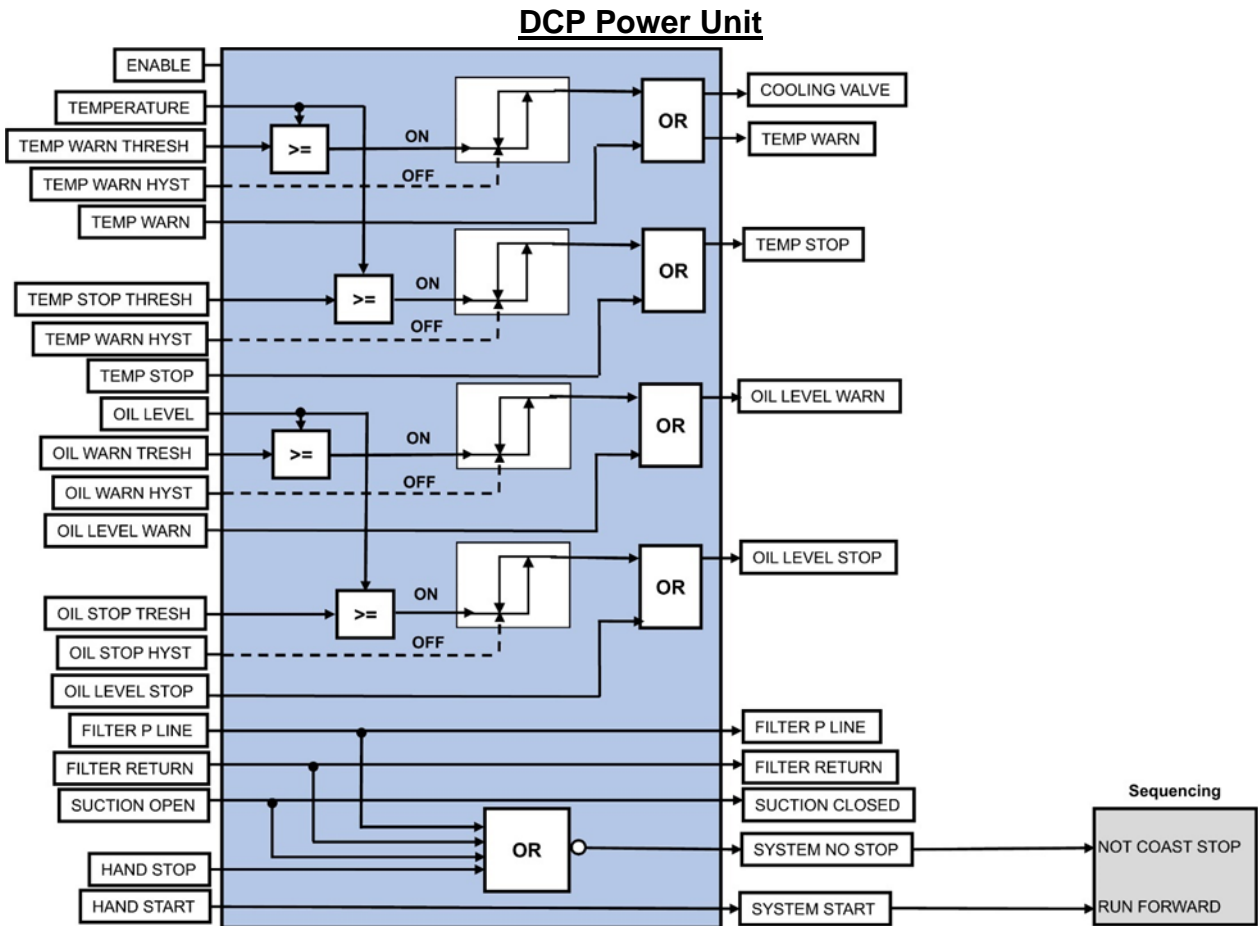 DCP Power Unit
ENABLE
TEMPERATURE
TEMP WARN THRESH
TEMP WARN HYST
TEMP WARN
TEMP STOP THRESH
TEMP WARN HYST
TEMP STOP
OIL LEVEL
OIL WARN TRESH
OIL WARN HYST
OIL LEVEL WARN
OIL STOP TRESH
OIL STOP HYST
OIL LEVEL STOP
FILTER P LINE
FILTER RETURN
SUCTION OPEN
HAND STOP
HAND START
>=
ON
OFF
OR
>=
ON
OFF
OR
>=
ON
OFF
OR
>=
ON
OFF
OR
OR
COOLING VALVE
TEMP WARN
TEMP STOP
OIL LEVEL WARN
OIL LEVEL STOP
FILTER P LINE
FILTER RETURN
SUCTION CLOSED
SYSTEM NO STOP
SYSTEM START
Sequencing
NOT COAST STOP
RUN FORWARD